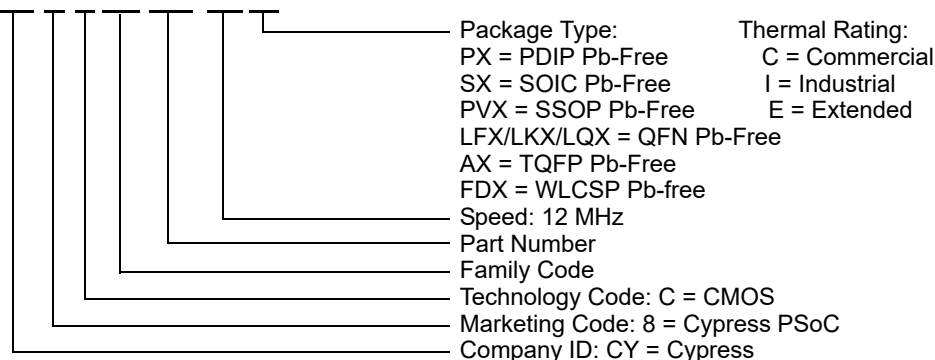 Package Type: Thermal Rating:
PX = PDIP Pb-Free C = Commercial
SX = SOIC Pb-Free I = Industrial
PVX = SSOP Pb-Free E = Extended
LFX/LKX/LQX = QFN Pb-Free
AX = TQFP Pb-Free
FDX = WLCSP Pb-free
Speed: 12 MHz
Part Number
Family Code
Technology Code: C = CMOS
Marketing Code: 8 = Cypress PSoC
Company ID: CY = Cypress